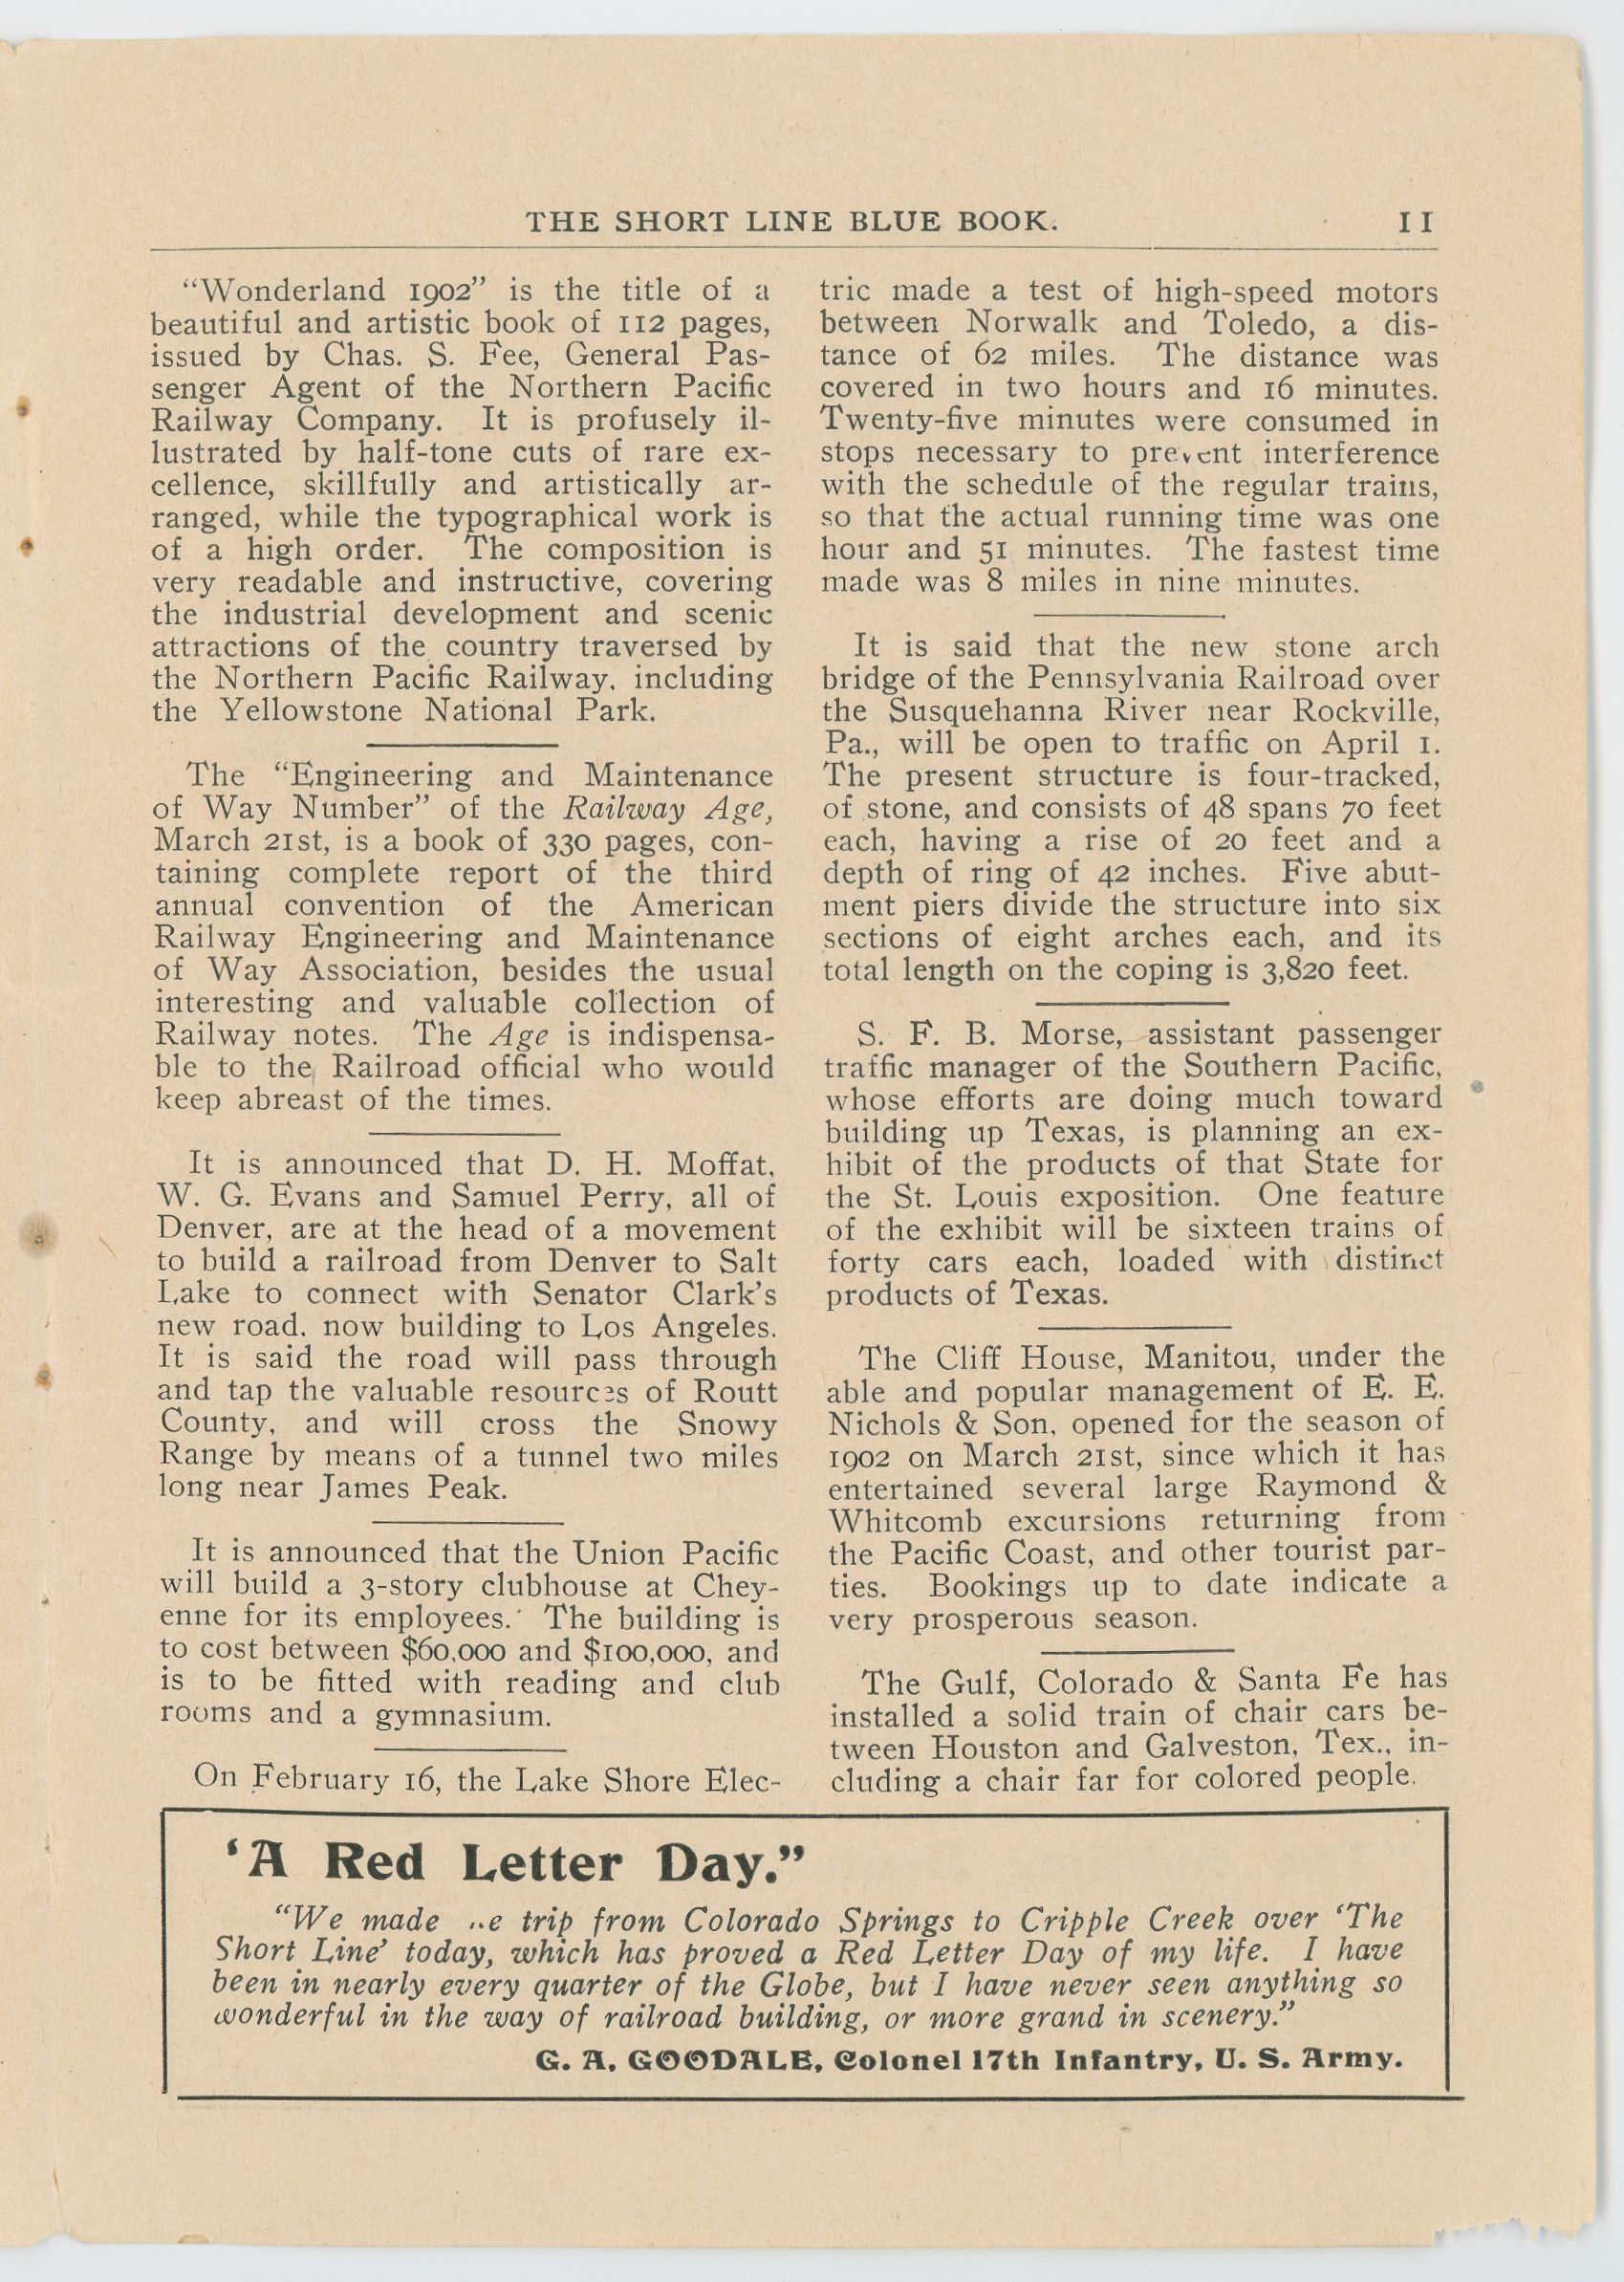 THE SHORT LINE BLUE BOOK.
11
“Wonderland 1902” is the title of a
beautiful and artistic book of 112 pages,
issued by Chas. S. Fee, General Pas-
senger Agent of the Northern Pacific
Railway Company. It is profusely il-
lustrated by half-tone cuts of rare ex-
cellence, skillfully and artistically ar-
ranged, while the typographical work is
of a high order. The composition is
very readable and instructive, covering
the industrial development and scenic
attractions of the country traversed by
the Northern Pacific Railway, including
the Yellowstone National Park.
The “Engineering and Maintenance
of Way Number” of the Railway Age,
March 21st, is a book of 330 pages, con-
taining complete report of the third
annual convention of the American
Railway Engineering and Maintenance
of Way Association, besides the usual
interesting and valuable collection of
Railway notes. The Age is indispensa-
ble to the Railroad official who would
keep abreast of the times.
It is announced that D. H. Moffat,
W. G. Evans and Samuel Perry, all of
Denver, are at the head of a movement
to build a railroad from Denver to Salt
Lake to connect with Senator Clark’s
new road, now building to Los Angeles.
It is said the road will pass through
and tap the valuable resources of Routt
County, and will cross the Snowy
Range by means of a tunnel two miles
long near James Peak.
It is announced that the Union Pacific
will build a 3-story clubhouse at Chey-
enne for its employees. The building is
to cost between $60,000 and $100,000, and
is to be fitted with reading and club
rooms and a gymnasium.
On February 16, the Lake Shore Elec-
tric made a test of high-speed motors
between Norwalk and Toledo, a dis-
tance of 62 miles. The distance was
covered in two hours and 16 minutes.
Twenty-five minutes were consumed in
stops necessary to prevent interference
with the schedule of the regular trains,
so that the actual running time was one
hour and 51 minutes. The fastest time
made was 8 miles in nine minutes.
It is said that the new stone arch
bridge of the Pennsylvania Railroad over
the Susquehanna River near Rockville,
Pa., will be open to traffic on April 1.
The present structure is four-tracked,
of stone, and consists of 48 spans 70 feet
each, having a rise of 20 feet and a
depth of ring of 42 inches. Five abut-
ment piers divide the structure into six
sections of eight arches each, and its
total length on the coping is 3,820 feet.
S. F. B. Morse, assistant passenger
traffic manager of the Southern Pacific,
whose efforts are doing much toward
building up Texas, is planning an ex-
hibit of the products of that State for
the St. Louis exposition. One feature
of the exhibit will be sixteen trains of
forty cars each, loaded with distinct
products of Texas.
The Cliff House, Manitou, under the
able and popular management of E. E.
Nichols & Son, opened for the season of
1902 on March 21st, since which it has
entertained several large Raymond &
Whitcomb excursions returning from
the Pacific Coast, and other tourist par-
ties. Bookings up to date indicate a
very prosperous season.
The Gulf, Colorado & Santa Fe has
installed a solid train of chair cars be-
tween Houston and Galveston, Tex., in-
cluding a chair far for colored people.
‘A Red Letter Day.”
“We made e trip from Colorado Springs to Cripple Creek over ‘The
Short Line’ today, which has proved a Red Letter Day of my life. I have
been in nearly every quarter of the Globe, but I have never seen anything so
wonderful in the way of railroad building, or more grand in scenery.”
G. A. GOODALE, Colonel 17th Infantry, U. S. Army.